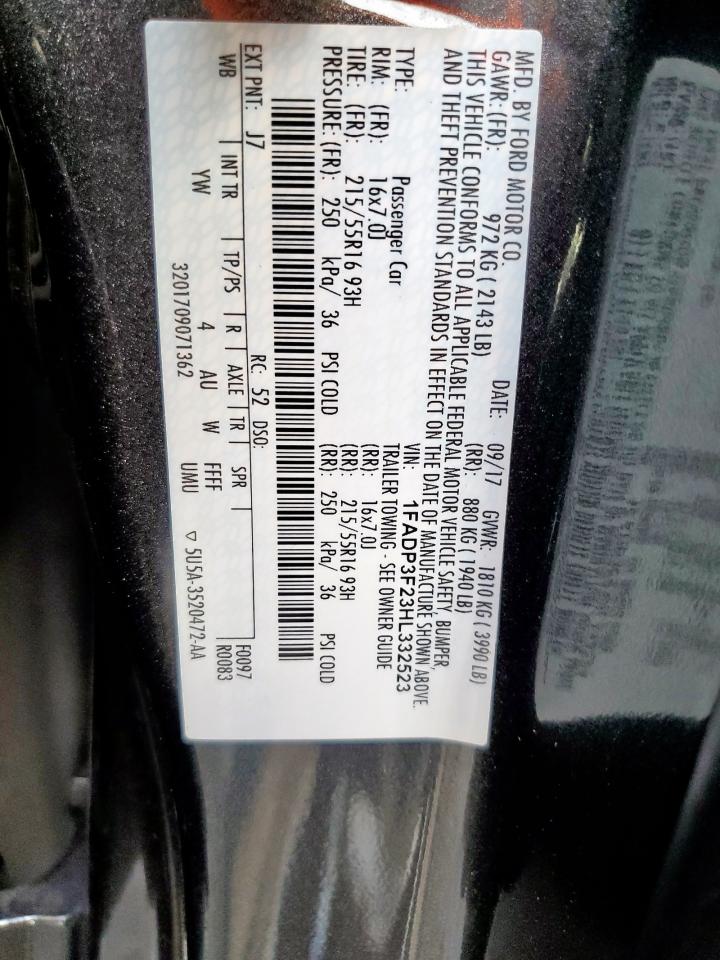 MFD. BY FORD MOTOR CO. DATE: 09/17 GVWR: 1810 KG ( 3990 LB)
GAWR: (FR): 972 KG ( 2143 LB) (RR): 880 KG ( 1940 LB)
THIS VEHICLE CONFORMS TO ALL APPLICABLE FEDERAL MOTOR VEHICLE SAFETY, BUMPER,
AND THEFT PREVENTION STANDARDS IN EFFECT ON THE DATE OF MANUFACTURE SHOWN ABOVE.
VIN: 1FADP3F23HL332523
TYPE: Passenger Car TRAILER TOWING - SEE OWNER GUIDE
RIM: (FR): 16x7.0J (RR): 16x7.0J
TIRE: (FR): 215/55R16 93H (RR): 215/55R16 93H
PRESSURE: (FR): 250 kPa/ 36 PSI COLD (RR): 250 kPa/ 36 PSI COLD
EXT PNT: J7 RC: 52 DSO: F0097
WB INT TR TP/PS R AXLE TR SPR R0083
YW 4 AU W FFFF
3201709071362 UMU ▽ 5U5A-3520472-AA